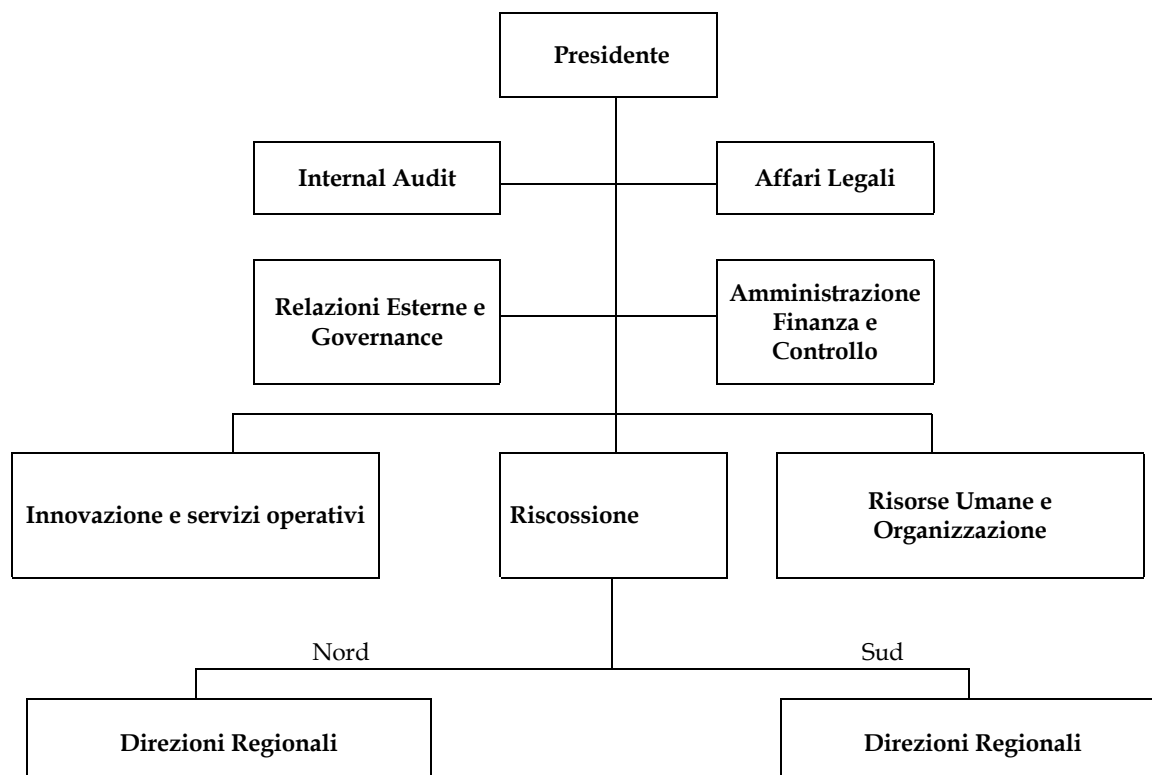 Presidente
Internal Audit
Affari Legali
Relazioni Esterne e
Governance
Amministrazione
Finanza e
Controllo
Innovazione e servizi operativi
Riscossione
Risorse Umane e
Organizzazione
Nord
Sud
Direzioni Regionali
Direzioni Regionali